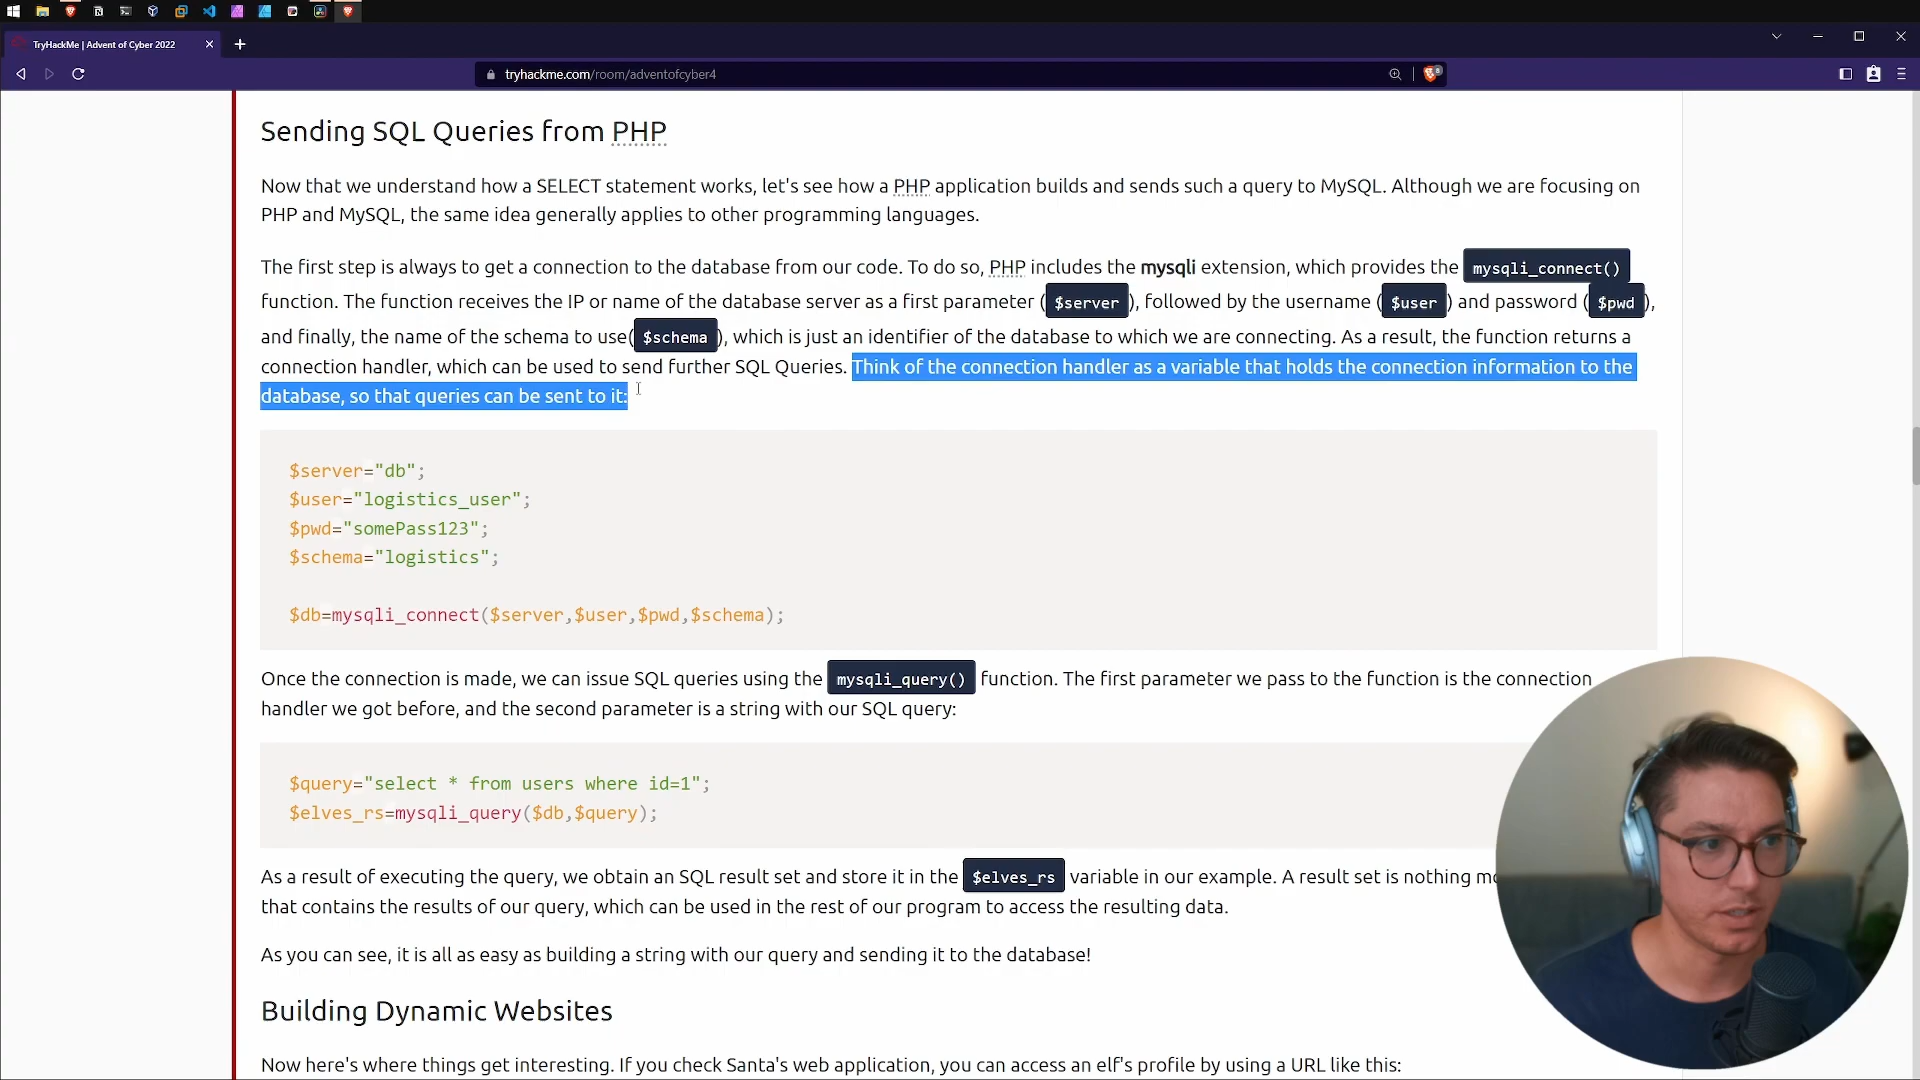 TryHackMe | Advent of Cyber 2022
tryhackme.com/room/adventofcyber4
Sending SQL Queries from PHP
Now that we understand how a SELECT statement works, let's see how a PHP application builds and sends such a query to MySQL. Although we are focusing on
PHP and MySQL, the same idea generally applies to other programming languages.
The first step is always to get a connection to the database from our code. To do so, PHP includes the mysqli extension, which provides the mysqli_connect()
function. The function receives the IP or name of the database server as a first parameter ( $server ), followed by the username ( $user ) and password ( $pwd ),
and finally, the name of the schema to use( $schema ), which is just an identifier of the database to which we are connecting. As a result, the function returns a
connection handler, which can be used to send further SQL Queries. Think of the connection handler as a variable that holds the connection information to the
database, so that queries can be sent to it:
$server="db";
$user="logistics_user";
$pwd="somePass123";
$schema="logistics";
$db=mysqli_connect($server,$user,$pwd,$schema);
Once the connection is made, we can issue SQL queries using the mysqli_query() function. The first parameter we pass to the function is the connection
handler we got before, and the second parameter is a string with our SQL query:
$query="select * from users where id=1";
$elves_rs=mysqli_query($db,$query);
As a result of executing the query, we obtain an SQL result set and store it in the $elves_rs variable in our example. A result set is nothing
that contains the results of our query, which can be used in the rest of our program to access the resulting data.
As you can see, it is all as easy as building a string with our query and sending it to the database!
Building Dynamic Websites
Now here's where things get interesting. If you check Santa's web application, you can access an elf's profile by using a URL like this: